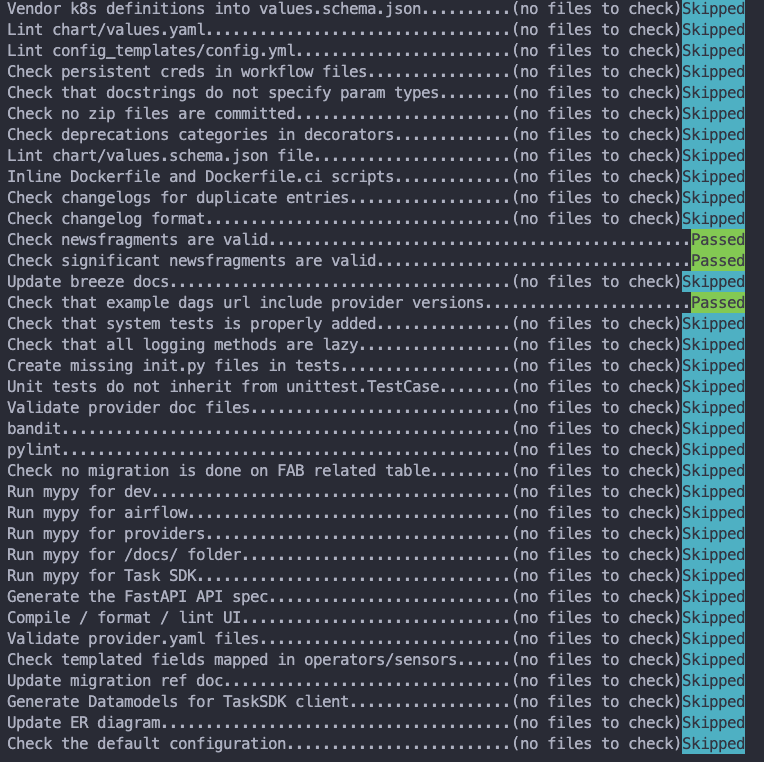 Vendor k8s definitions into values.schema.json..........(no files to check)Skipped
Lint chart/values.yaml..................................(no files to check)Skipped
Lint config_templates/config.yml........................(no files to check)Skipped
Check persistent creds in workflow files................(no files to check)Skipped
Check that docstrings do not specify param types........(no files to check)Skipped
Check no zip files are committed........................(no files to check)Skipped
Check deprecations categories in decorators.............(no files to check)Skipped
Lint chart/values.schema.json file......................(no files to check)Skipped
Inline Dockerfile and Dockerfile.ci scripts.............(no files to check)Skipped
Check changelogs for duplicate entries..................(no files to check)Skipped
Check changelog format..................................(no files to check)Skipped
Check newsfragments are valid...............................................Passed
Check significant newsfragments are valid...................................Passed
Update breeze docs......................................(no files to check)Skipped
Check that example dags url include provider versions.......................Passed
Check that system tests is properly added...............(no files to check)Skipped
Check that all logging methods are lazy.................(no files to check)Skipped
Create missing init.py files in tests...................(no files to check)Skipped
Unit tests do not inherit from unittest.TestCase........(no files to check)Skipped
Validate provider doc files.............................(no files to check)Skipped
bandit..................................................(no files to check)Skipped
pylint..................................................(no files to check)Skipped
Check no migration is done on FAB related table.........(no files to check)Skipped
Run mypy for dev........................................(no files to check)Skipped
Run mypy for airflow....................................(no files to check)Skipped
Run mypy for providers..................................(no files to check)Skipped
Run mypy for /docs/ folder..............................(no files to check)Skipped
Run mypy for Task SDK...................................(no files to check)Skipped
Generate the FastAPI API spec...........................(no files to check)Skipped
Compile / format / lint UI..............................(no files to check)Skipped
Validate provider.yaml files............................(no files to check)Skipped
Check templated fields mapped in operators/sensors......(no files to check)Skipped
Update migration ref doc................................(no files to check)Skipped
Generate Datamodels for TaskSDK client..................(no files to check)Skipped
Update ER diagram.......................................(no files to check)Skipped
Check the default configuration.........................(no files to check)Skipped